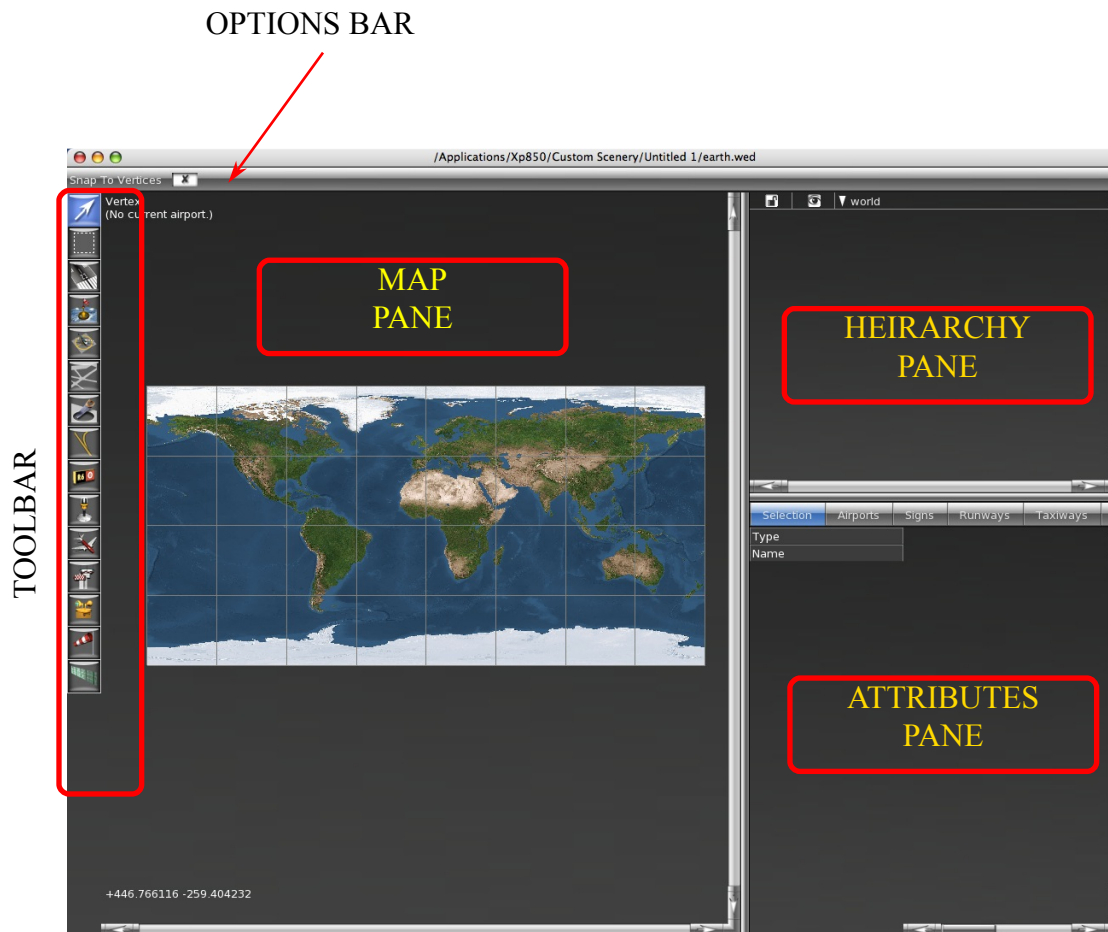 OPTIONS BAR
/Applications/Xp850/Custom Scenery/Untitled 1/earth.wed
Snap To Vertices X
Vertex
(No current airport.)
world
MAP
PANE
HEIRARCHY
PANE
TOOLBAR
Selection Airports Signs Runways Taxiways
Type
Name
ATTRIBUTES
PANE
+446.766116 -259.404232